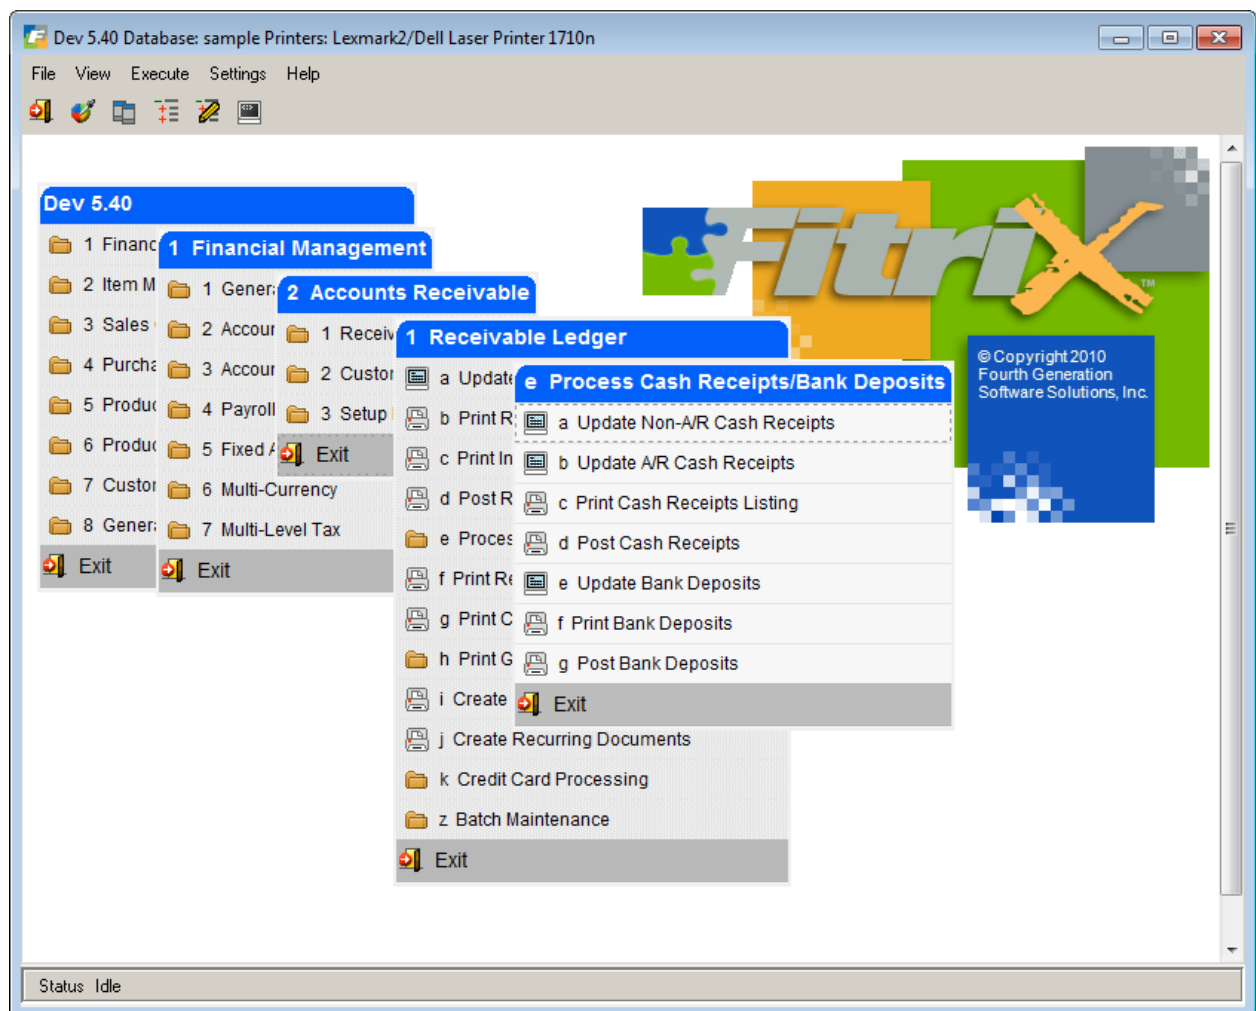 Dev 5.40 Database: sample Printers: Lexmark2/Dell Laser Printer 1710n
File View Execute Settings Help
Dev 5.40
1 Financ
2 Item M
3 Sales
4 Purcha
5 Produc
6 Produc
7 Custor
8 Genera
Exit
1 Financial Management
1 Genera
2 Accour
3 Accour
4 Payroll
5 Fixed A
6 Multi-Currency
7 Multi-Level Tax
Exit
2 Accounts Receivable
1 Receiv
2 Custor
3 Setup
Exit
1 Receivable Ledger
a Update
b Print R
c Print In
d Post R
e Proces
f Print Re
g Print C
h Print G
i Create
j Create Recurring Documents
k Credit Card Processing
z Batch Maintenance
Exit
e Process Cash Receipts/Bank Deposits
a Update Non-A/R Cash Receipts
b Update A/R Cash Receipts
c Print Cash Receipts Listing
d Post Cash Receipts
e Update Bank Deposits
f Print Bank Deposits
g Post Bank Deposits
Exit
FitriX
TM
©Copyright 2010
Fourth Generation
Software Solutions, Inc.
Status Idle